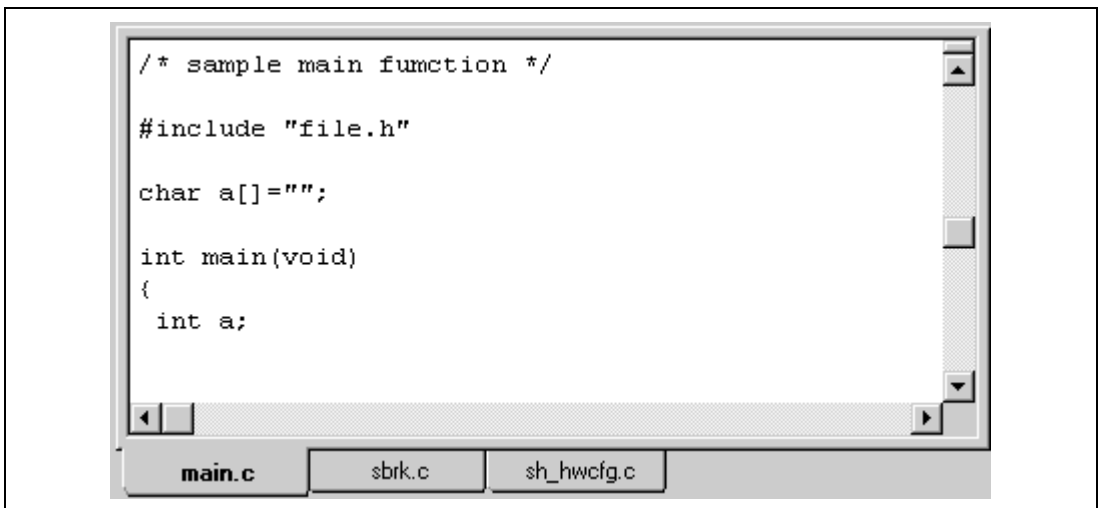 /* sample main fumction */
#include "file.h"
char a[]="";
int main(void)
{
int a;
main.c sbrk.c sh_hwcfg.c